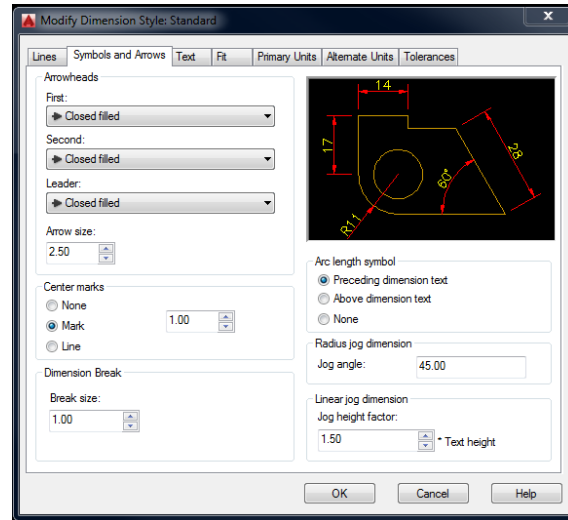 Modify Dimension Style: Standard
x
Lines Symbols and Arrows Text Fit Primary Units Alternate Units Tolerances
Arrowheads
First:
Closed filled
Second:
Closed filled
Leader:
Closed filled
Arrow size:
2.50
Center marks
None
Mark
1.00
Line
Dimension Break
Break size:
1.00
14
17
28
60°
R11
Arc length symbol
Preceding dimension text
Above dimension text
None
Radius jog dimension
Jog angle:
45.00
Linear jog dimension
Jog height factor:
1.50
* Text height
OK Cancel Help